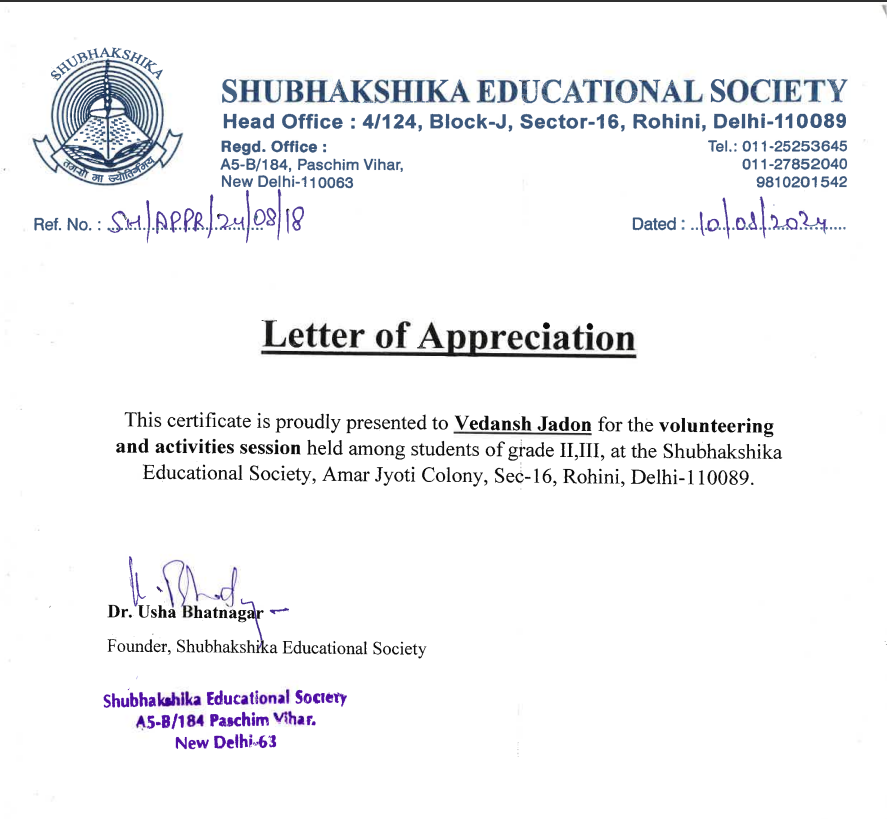 SHUBHAKSHIKA
तमसो मा ज्योतिर्गमय
SHUBHAKSHIKA EDUCATIONAL SOCIETY
Head Office : 4/124, Block-J, Sector-16, Rohini, Delhi-110089
Regd. Office :
A5-B/184, Paschim Vihar,
New Delhi-110063
Tel.: 011-25253645
011-27852040
9810201542
Ref. No. : SH/APPR/24/08/18
Dated : 10/08/2024
Letter of Appreciation
This certificate is proudly presented to Vedansh Jadon for the volunteering
and activities session held among students of grade II,III, at the Shubhakshika
Educational Society, Amar Jyoti Colony, Sec-16, Rohini, Delhi-110089.
Dr. Usha Bhatnagar
Founder, Shubhakshika Educational Society
Shubhakshika Educational Society
A5-B/184 Paschim Vihar.
New Delhi-63